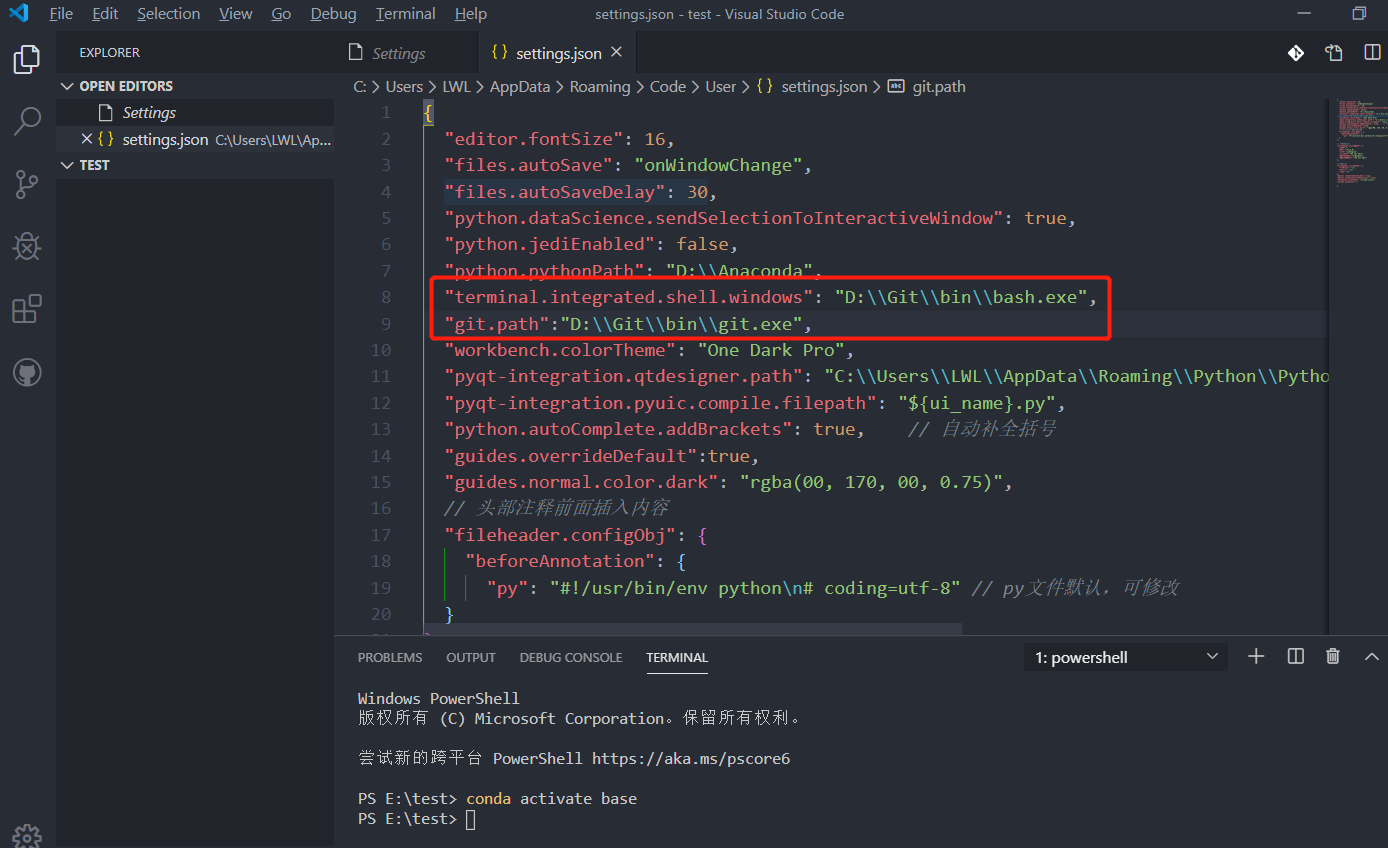 File Edit Selection View Go Debug Terminal Help settings.json - test - Visual Studio Code
EXPLORER
OPEN EDITORS
Settings
settings.json C:\Users\LWL\Ap...
TEST
Settings
{} settings.json
C: > Users > LWL > AppData > Roaming > Code > User > {} settings.json > abc git.path
1 {
2 "editor.fontSize": 16,
3 "files.autoSave": "onWindowChange",
4 "files.autoSaveDelay": 30,
5 "python.dataScience.sendSelectionToInteractiveWindow": true,
6 "python.jediEnabled": false,
7 "python.pythonPath": "D:\\Anaconda",
8 "terminal.integrated.shell.windows": "D:\\Git\\bin\\bash.exe",
9 "git.path":"D:\\Git\\bin\\git.exe",
10 "workbench.colorTheme": "One Dark Pro",
11 "pyqt-integration.qtdesigner.path": "C:\\Users\\LWL\\AppData\\Roaming\\Python\\Pytho
12 "pyqt-integration.pyuic.compile.filepath": "${ui_name}.py",
13 "python.autoComplete.addBrackets": true, // 自动补全括号
14 "guides.overrideDefault":true,
15 "guides.normal.color.dark": "rgba(00, 170, 00, 0.75)",
16 // 头部注释前面插入内容
17 "fileheader.configObj": {
18 "beforeAnnotation": {
19 "py": "#!/usr/bin/env python\n# coding=utf-8" // py文件默认，可修改
20 }
PROBLEMS OUTPUT DEBUG CONSOLE TERMINAL 1: powershell
Windows PowerShell
版权所有 (C) Microsoft Corporation。保留所有权利。
尝试新的跨平台 PowerShell https://aka.ms/pscore6
PS E:\test> conda activate base
PS E:\test>